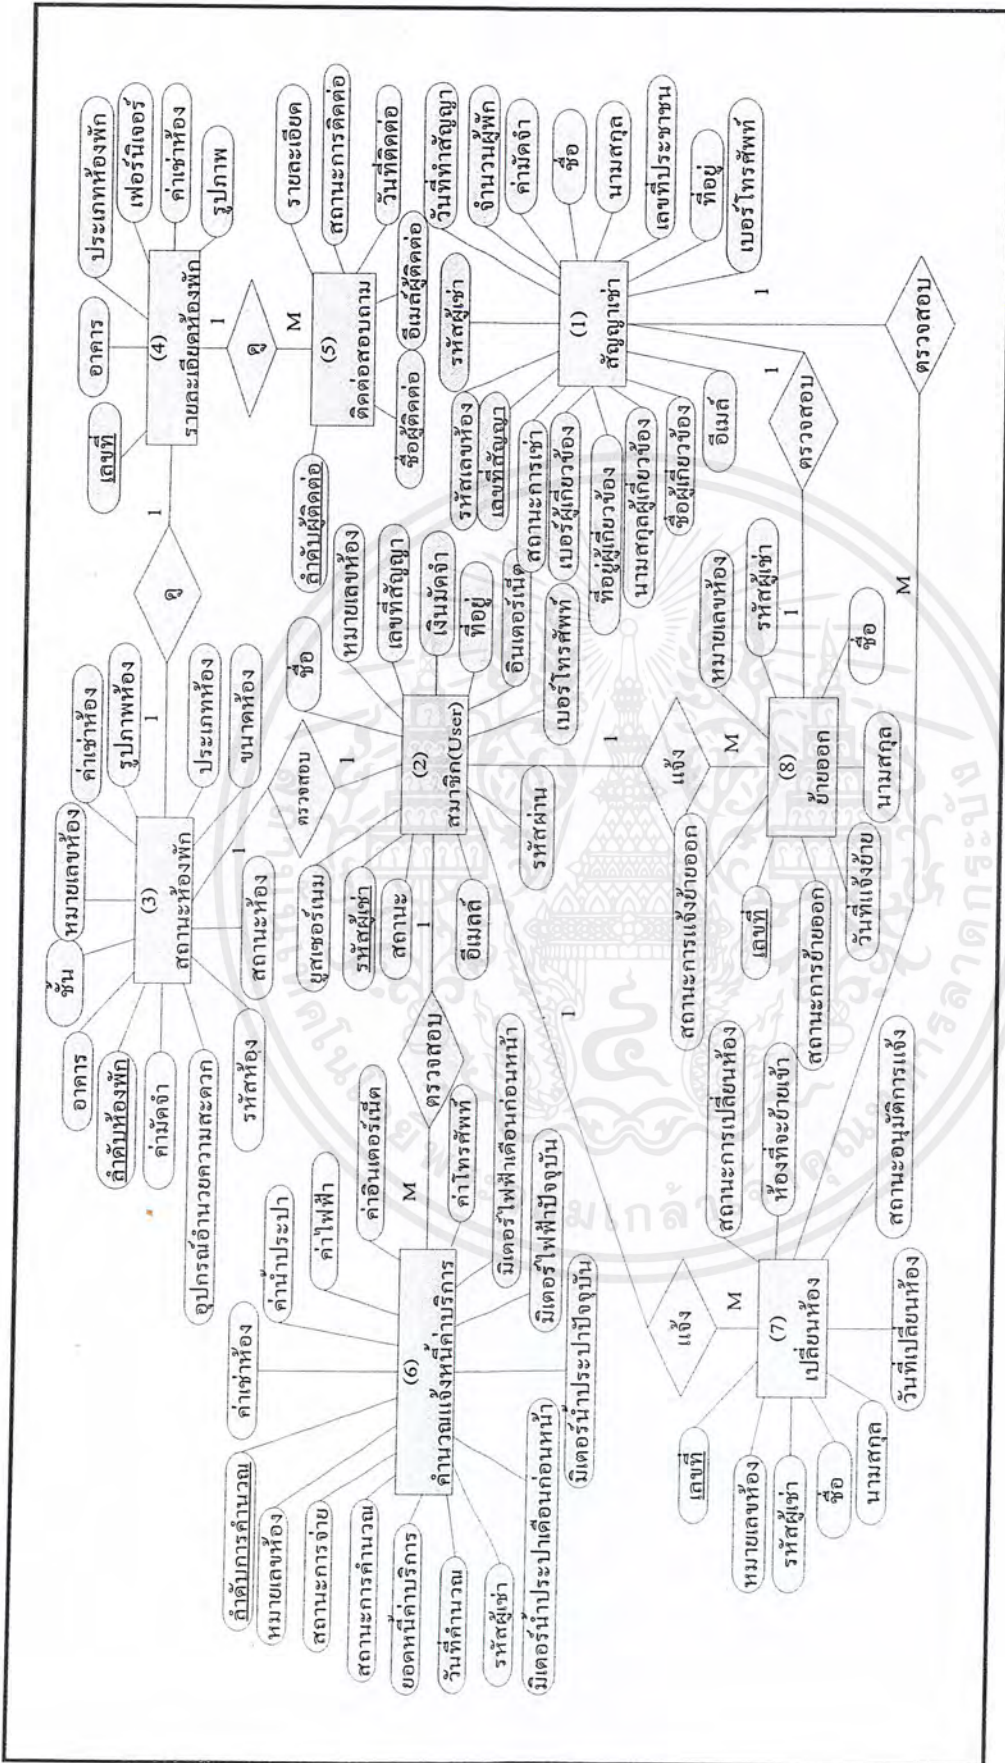 อาคาร
ชั้น
หมายเลขห้อง
ค่าเช่าห้อง
รูปภาพห้อง
ประเภทห้อง
ขนาดห้อง
ลำดับห้องพัก
ค่ามัดจำ
อุปกรณ์อำนวยความสะดวก
รหัสห้อง
สถานะห้อง
(3)
สถานะห้องพัก
1
ดู
1
เลขที่
อาคาร
ประเภทห้องพัก
เฟอร์นิเจอร์
ค่าเช่าห้อง
รูปภาพ
(4)
รายละเอียดห้องพัก
1
ดู
M
(5)
ติดต่อสอบถาม
ลำดับผู้ติดต่อ
ชื่อผู้ติดต่อ
อีเมล์ผู้ติดต่อ
วันที่ติดต่อ
สถานะการติดต่อ
รายละเอียด
1
ตรวจสอบ
1
ชื่อ
หมายเลขห้อง
เลขที่สัญญา
เงินมัดจำ
ที่อยู่
อินเตอร์เน็ต
เบอร์โทรศัพท์
รหัสผ่าน
ยูสเซอร์เนม
รหัสผู้เช่า
สถานะ
อีเมลล์
(2)
สมาชิก(User)
1
ตรวจสอบ
M
ค่าเช่าห้อง
ค่าน้ำประปา
ค่าไฟฟ้า
ค่าอินเตอร์เน็ต
ค่าโทรศัพท์
มิเตอร์ไฟฟ้าเดือนก่อนหน้า
มิเตอร์ไฟฟ้าปัจจุบัน
มิเตอร์น้ำประปาปัจจุบัน
มิเตอร์น้ำประปาเดือนก่อนหน้า
ลำดับการคำนวณ
หมายเลขห้อง
สถานะการจ่าย
สถานะการคำนวณ
ยอดหนี้ค่าบริการ
วันที่คำนวณ
รหัสผู้เช่า
(6)
คำนวณแจ้งหนี้ค่าบริการ
รหัสผู้เช่า
รหัสเลขห้อง
เลขที่สัญญา
สถานะการเช่า
เบอร์ผู้เกี่ยวข้อง
ที่อยู่ผู้เกี่ยวข้อง
นามสกุลผู้เกี่ยวข้อง
ชื่อผู้เกี่ยวข้อง
อีเมล์
วันที่ทำสัญญา
จำนวนผู้พัก
ค่ามัดจำ
ชื่อ
นามสกุล
เลขที่ประชาชน
ที่อยู่
เบอร์โทรศัพท์
(1)
สัญญาเช่า
1
ตรวจสอบ
M
1
ตรวจสอบ
1
1
แจ้ง
M
(8)
ย้ายออก
หมายเลขห้อง
รหัสผู้เช่า
ชื่อ
นามสกุล
วันที่แจ้งย้าย
สถานะการย้ายออก
เลขที่
สถานะการแจ้งย้ายออก
1
แจ้ง
M
(7)
เปลี่ยนห้อง
สถานะการเปลี่ยนห้อง
ห้องที่จะย้ายเข้า
สถานะอนุมัติการแจ้ง
วันที่เปลี่ยนห้อง
เลขที่
หมายเลขห้อง
รหัสผู้เช่า
ชื่อ
นามสกุล